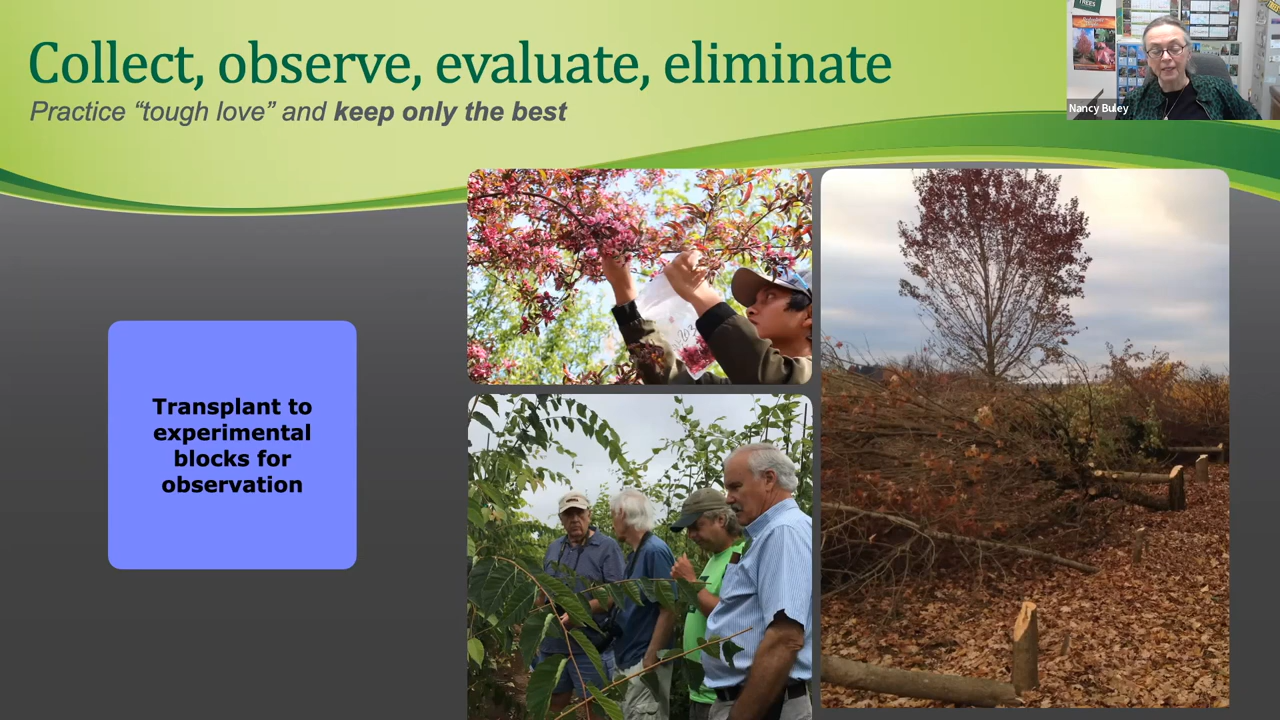 Collect, observe, evaluate, eliminate
Practice “tough love” and keep only the best
TREES
Nancy Buley
Transplant to
experimental
blocks for
observation